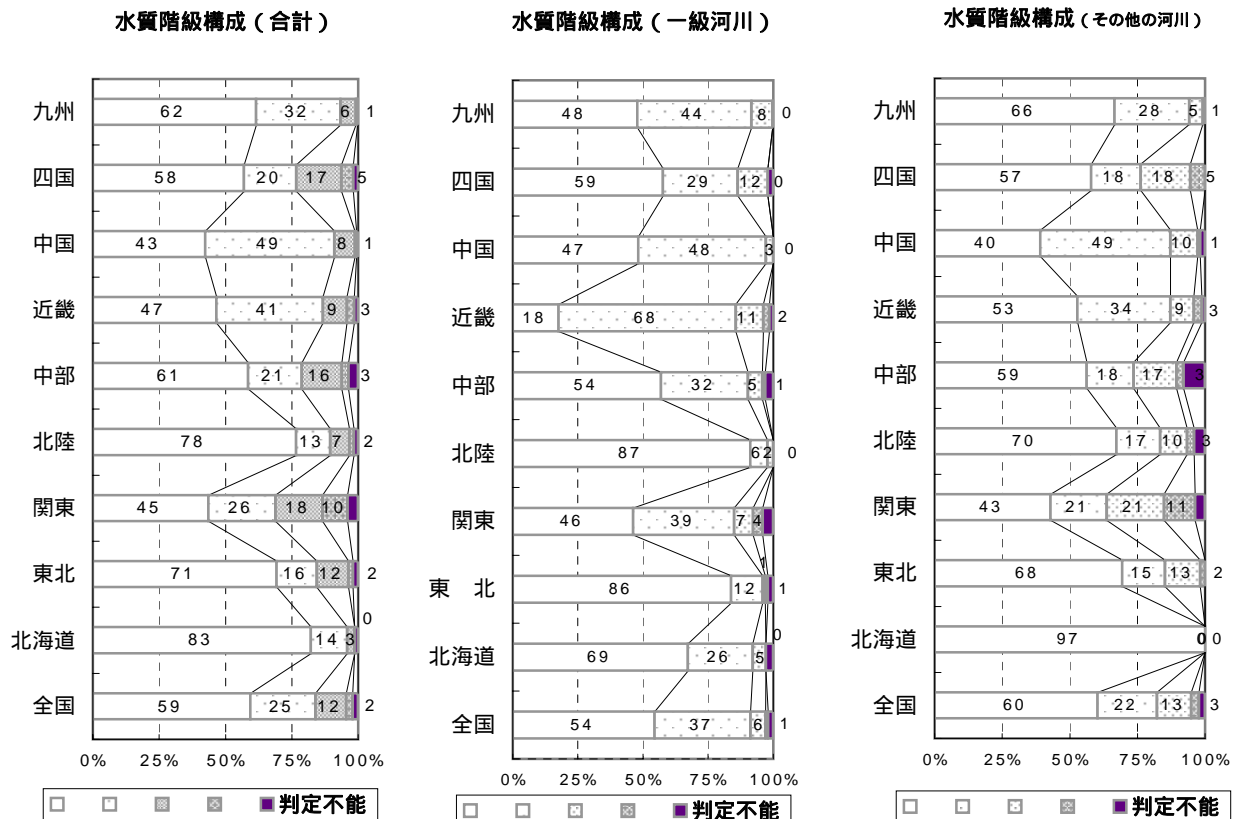 水質階級構成（合計）
九州 62 32 6 1
四国 58 20 17 5
中国 43 49 8 1
近畿 47 41 9 3
中部 61 21 16 3
北陸 78 13 7 2
関東 45 26 18 10
東北 71 16 12 2
北海道 83 14 3 0
全国 59 25 12 2
0% 25% 50% 75% 100%
判定不能
水質階級構成（一級河川）
九州 48 44 8 0
四国 59 29 12 0
中国 47 48 3 0
近畿 18 68 11 2
中部 54 32 5 1
北陸 87 6 2 0
関東 46 39 7 4
東 北 86 12 1 1
北海道 69 26 5 0
全国 54 37 6 1
0% 25% 50% 75% 100%
判定不能
水質階級構成（その他の河川）
九州 66 28 5 1
四国 57 18 18 5
中国 40 49 10 1
近畿 53 34 9 3
中部 59 18 17 3
北陸 70 17 10 3
関東 43 21 21 11
東北 68 15 13 2
北海道 97 0 0
全国 60 22 13 3
0% 25% 50% 75% 100%
判定不能